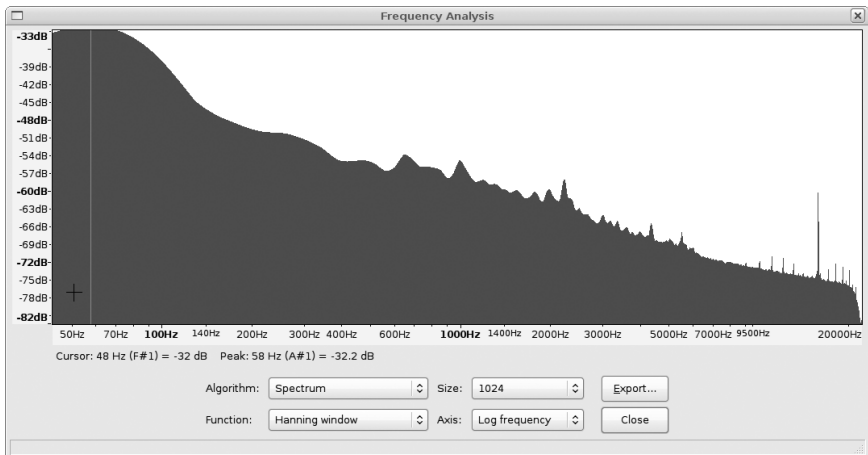 Frequency Analysis
-33dB
-39dB
-42dB
-45dB
-48dB
-51dB
-54dB
-57dB
-60dB
-63dB
-66dB
-69dB
-72dB
-75dB
-78dB
-82dB
50Hz 70Hz 100Hz 140Hz 200Hz 300Hz 400Hz 600Hz 1000Hz 1400Hz 2000Hz 3000Hz 5000Hz 7000Hz 9500Hz 20000Hz
Cursor: 48 Hz (F#1) = -32 dB Peak: 58 Hz (A#1) = -32.2 dB
Algorithm: Spectrum Size: 1024 Export...
Function: Hanning window Axis: Log frequency Close